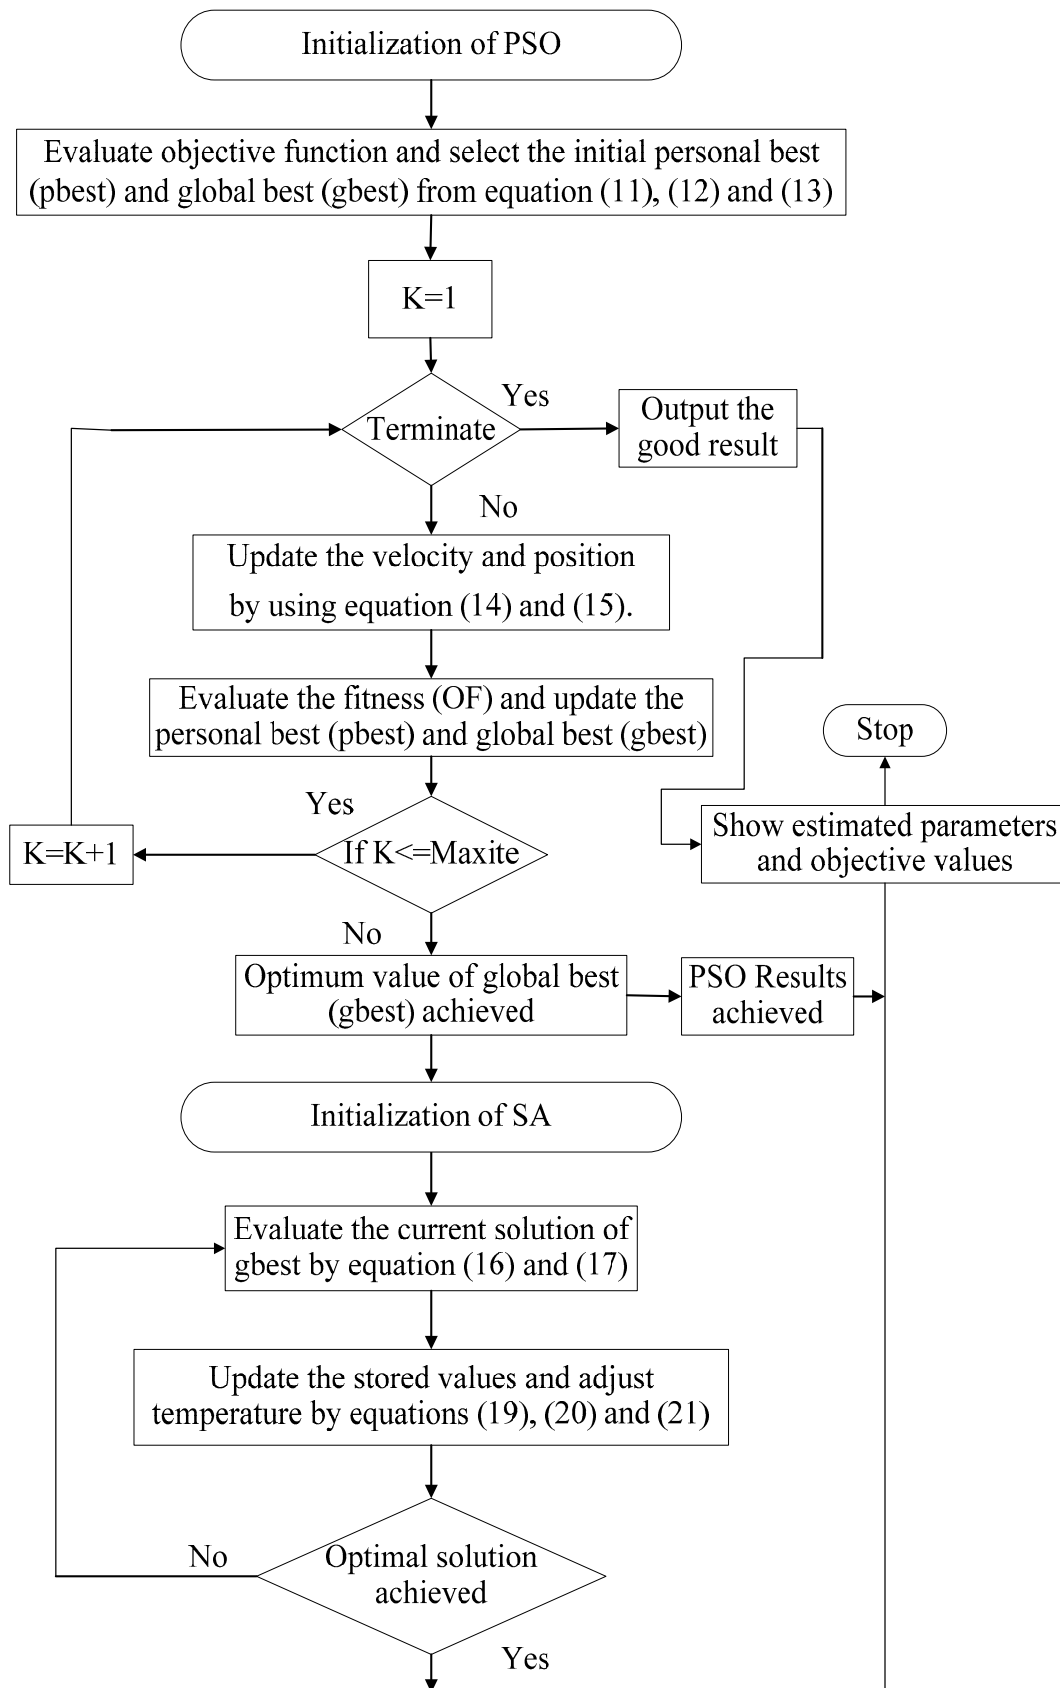 Initialization of PSO
Evaluate objective function and select the initial personal best
(pbest) and global best (gbest) from equation (11), (12) and (13)
K=1
Terminate
Yes
Output the
good result
No
Update the velocity and position
by using equation (14) and (15).
Evaluate the fitness (OF) and update the
personal best (pbest) and global best (gbest)
Stop
Yes
K=K+1
If K<=Maxite
Show estimated parameters
and objective values
No
Optimum value of global best
(gbest) achieved
PSO Results
achieved
Initialization of SA
Evaluate the current solution of
gbest by equation (16) and (17)
Update the stored values and adjust
temperature by equations (19), (20) and (21)
No
Optimal solution
achieved
Yes